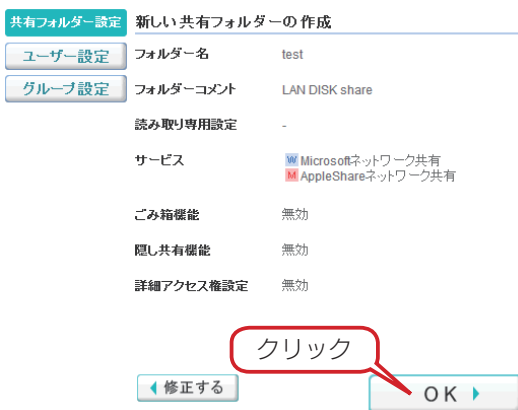 共有フォルダー設定
新しい共有フォルダーの作成
ユーザー設定
フォルダー名 test
グループ設定
フォルダーコメント LAN DISK share
読み取り専用設定 -
サービス W Microsoftネットワーク共有
M AppleShareネットワーク共有
ごみ箱機能 無効
隠し共有機能 無効
詳細アクセス権設定 無効
クリック
修正する
OK